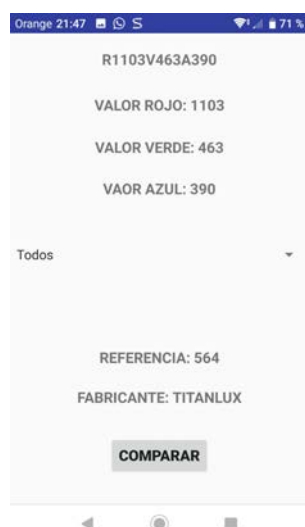 Orange 21:47 S 71 %
R1103V463A390
VALOR ROJO: 1103
VALOR VERDE: 463
VAOR AZUL: 390
Todos
REFERENCIA: 564
FABRICANTE: TITANLUX
COMPARAR